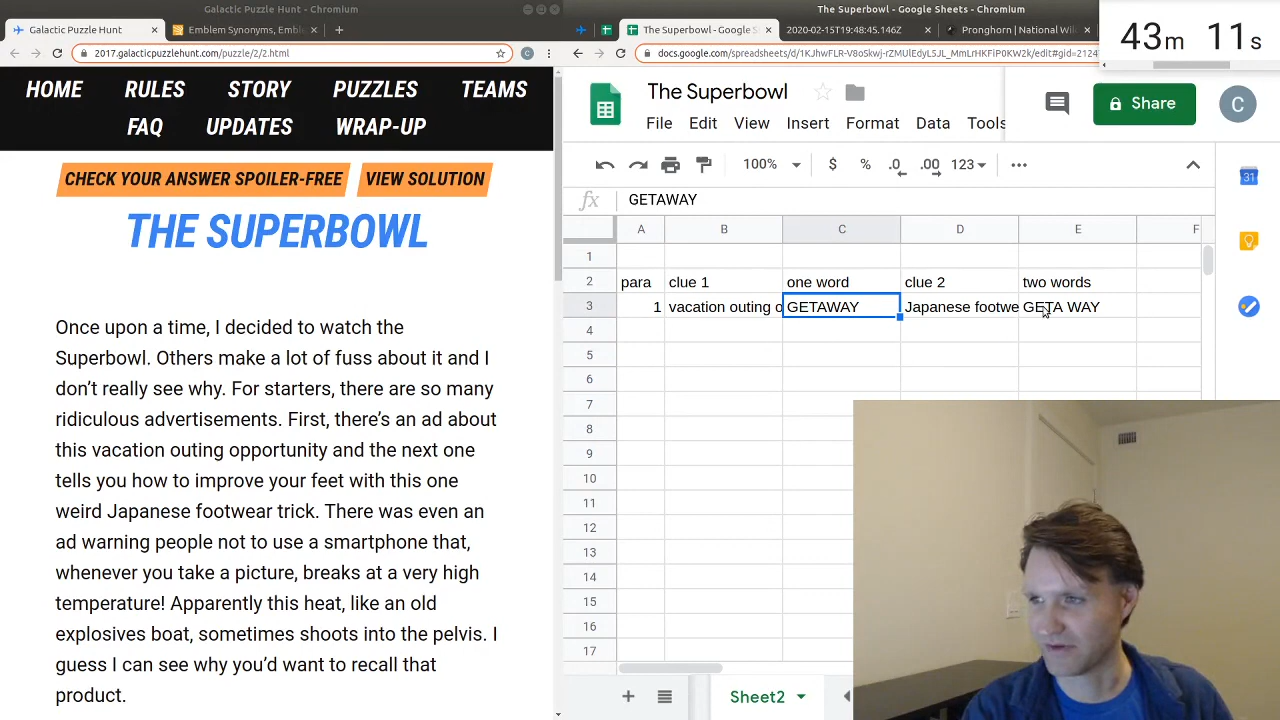 Galactic Puzzle Hunt - Chromium
Galactic Puzzle Hunt
Emblem Synonyms, Emb
2017.galacticpuzzlehunt.com/puzzle/2/2.html
C
HOME RULES STORY PUZZLES TEAMS
FAQ UPDATES WRAP-UP
CHECK YOUR ANSWER SPOILER-FREE VIEW SOLUTION
THE SUPERBOWL
Once upon a time, I decided to watch the
Superbowl. Others make a lot of fuss about it and I
don’t really see why. For starters, there are so many
ridiculous advertisements. First, there’s an ad about
this vacation outing opportunity and the next one
tells you how to improve your feet with this one
weird Japanese footwear trick. There was even an
ad warning people not to use a smartphone that,
whenever you take a picture, breaks at a very high
temperature! Apparently this heat, like an old
explosives boat, sometimes shoots into the pelvis. I
guess I can see why you’d want to recall that
product.
The Superbowl - Google Sheets - Chromium
The Superbowl - Google S
2020-02-15T19:48:45.146Z
Pronghorn | National Wil
43m 11s
The Superbowl
File Edit View Insert Format Data Tools
Share
C
100% $ % .0 .00 123
fx GETAWAY
A B C D E F
1
2 para clue 1 one word clue 2 two words
3 1 vacation outing o GETAWAY Japanese footwe GETA WAY
4
5
6
7
8
9
10
11
12
13
14
15
16
17
31
Sheet2